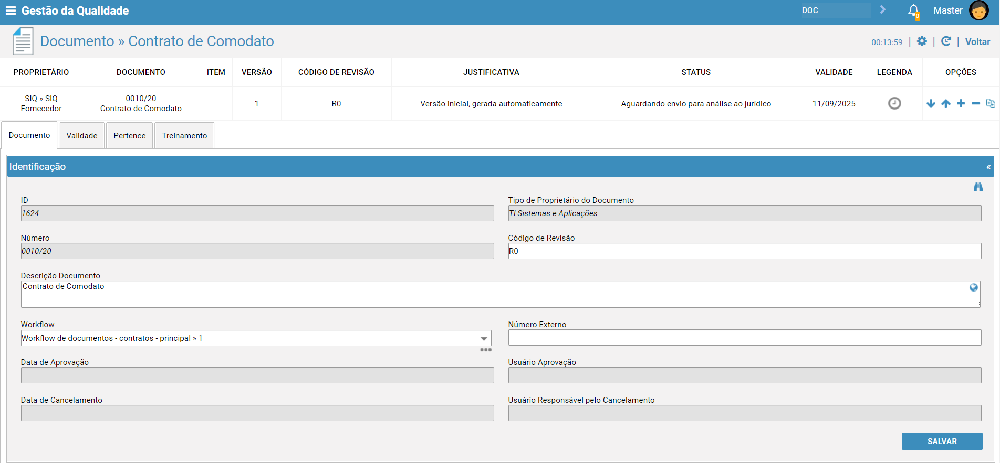 Gestão da Qualidade
DOC
0
Master
Documento » Contrato de Comodato
00:13:59 | | | Voltar
PROPRIETÁRIO DOCUMENTO ITEM VERSÃO CÓDIGO DE REVISÃO JUSTIFICATIVA STATUS VALIDADE LEGENDA OPÇÕES
SIQ » SIQ
Fornecedor
0010/20
Contrato de Comodato
1
R0
Versão inicial, gerada automaticamente
Aguardando envio para análise ao jurídico
11/09/2025
Documento Validade Pertence Treinamento
Identificação «
ID
1624
Tipo de Proprietário do Documento
TI Sistemas e Aplicações
Número
0010/20
Código de Revisão
R0
Descrição Documento
Contrato de Comodato
Workflow
Workflow de documentos - contratos - principal » 1
Número Externo
Data de Aprovação
Usuário Aprovação
Data de Cancelamento
Usuário Responsável pelo Cancelamento
SALVAR